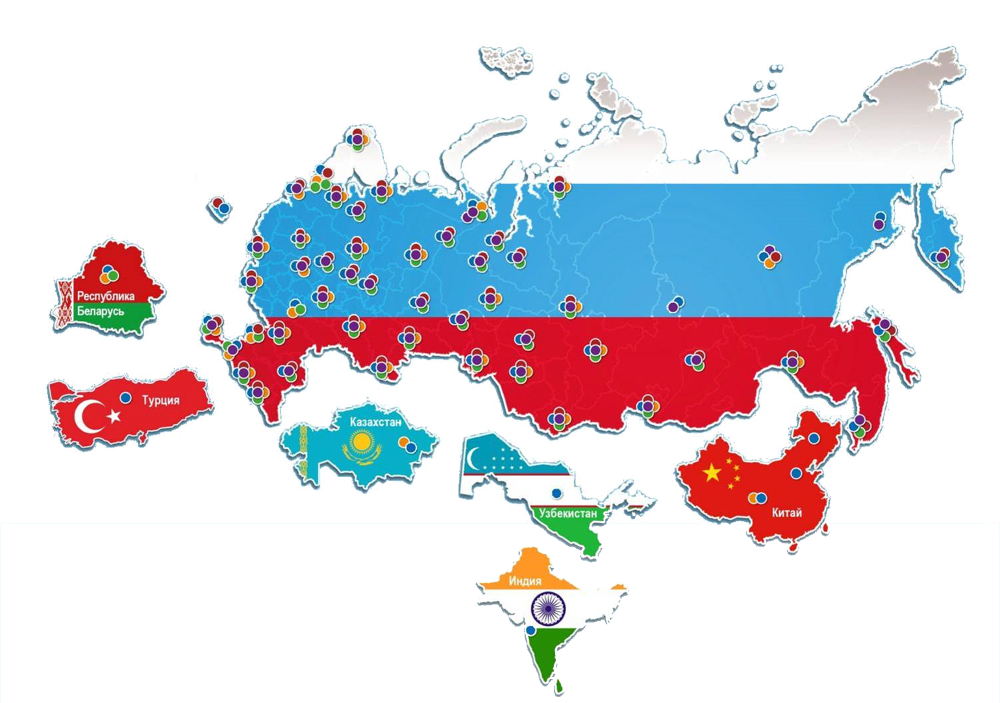 Республика
Беларусь
Турция
Казахстан
Узбекистан
Китай
Индия